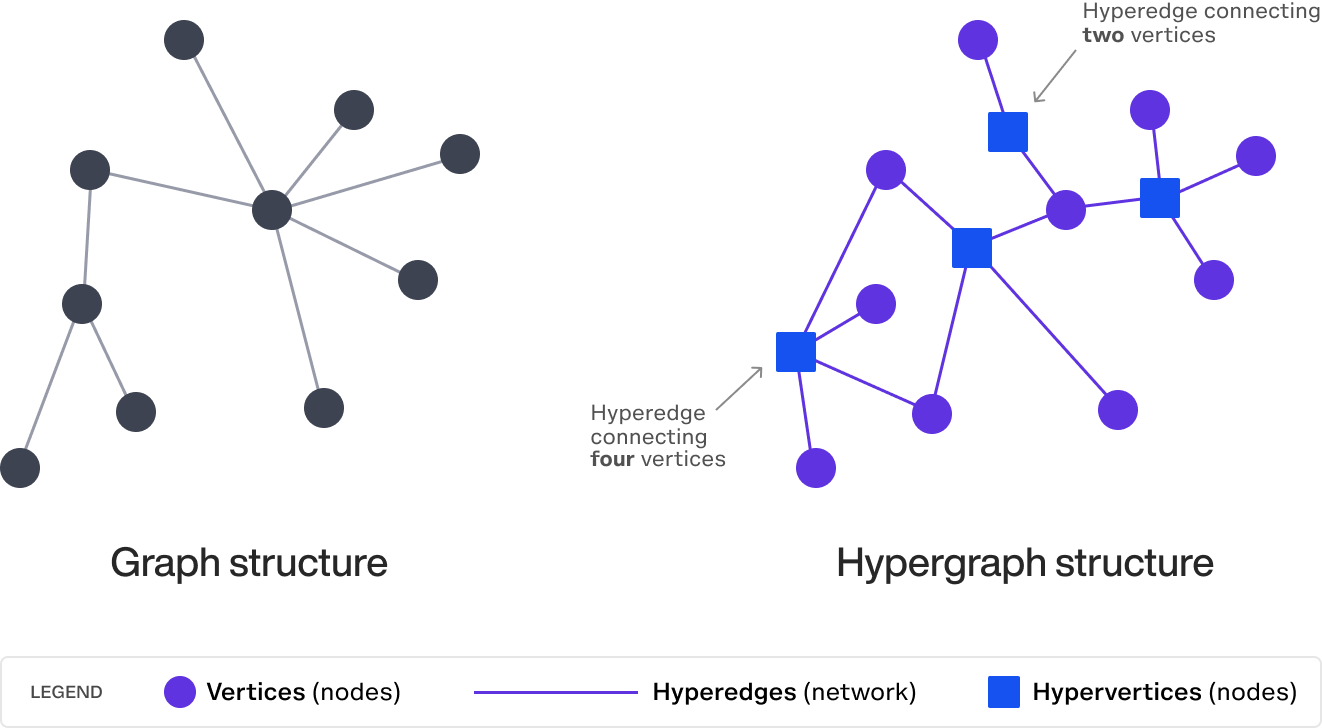 Hyperedge connecting
two vertices
Hyperedge
connecting
four vertices
Graph structure
Hypergraph structure
LEGEND
Vertices (nodes)
Hyperedges (network)
Hypervertices (nodes)